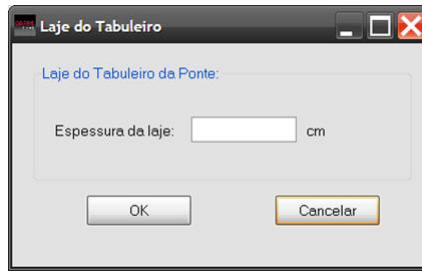 Laje do Tabuleiro
Laje do Tabuleiro da Ponte:
Espessura da laje: cm
OK Cancelar